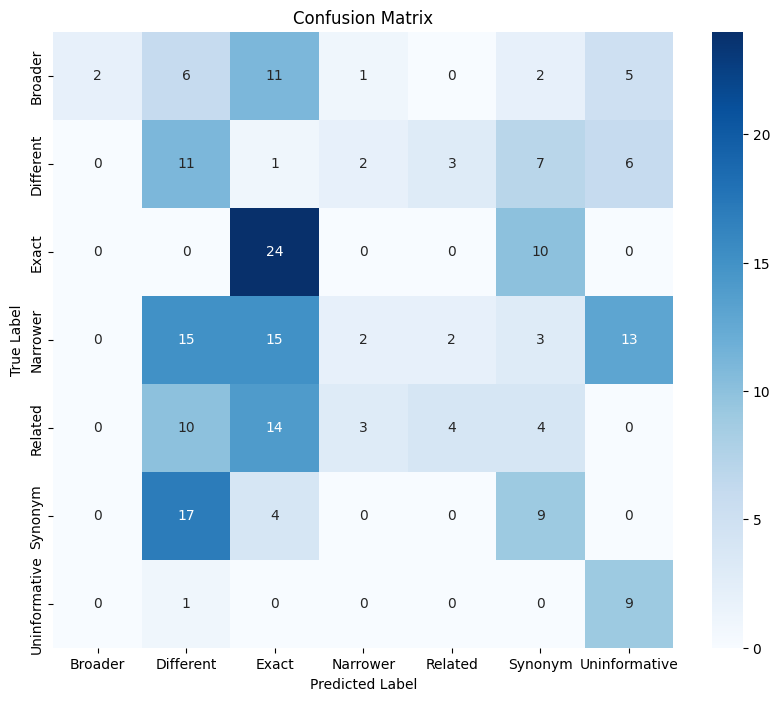 Confusion Matrix
True Label
Broader 2 6 11 1 0 2 5
Different 0 11 1 2 3 7 6
Exact 0 0 24 0 0 10 0
Narrower 0 15 15 2 2 3 13
Related 0 10 14 3 4 4 0
Synonym 0 17 4 0 0 9 0
Uninformative 0 1 0 0 0 0 9
Broader Different Exact Narrower Related Synonym Uninformative
Predicted Label
20
15
10
5
0